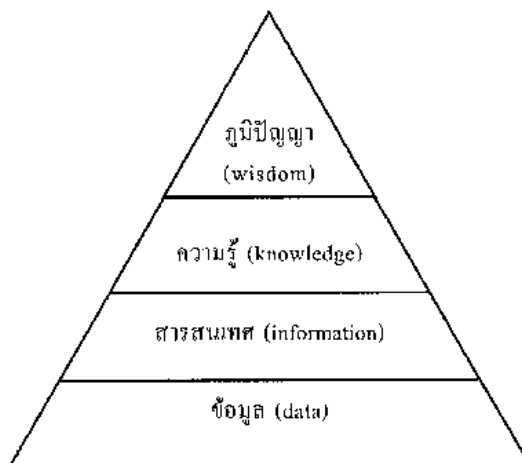 ภูมิปัญญา
(wisdom)
ความรู้ (knowledge)
สารสนเทศ (information)
ข้อมูล (data)